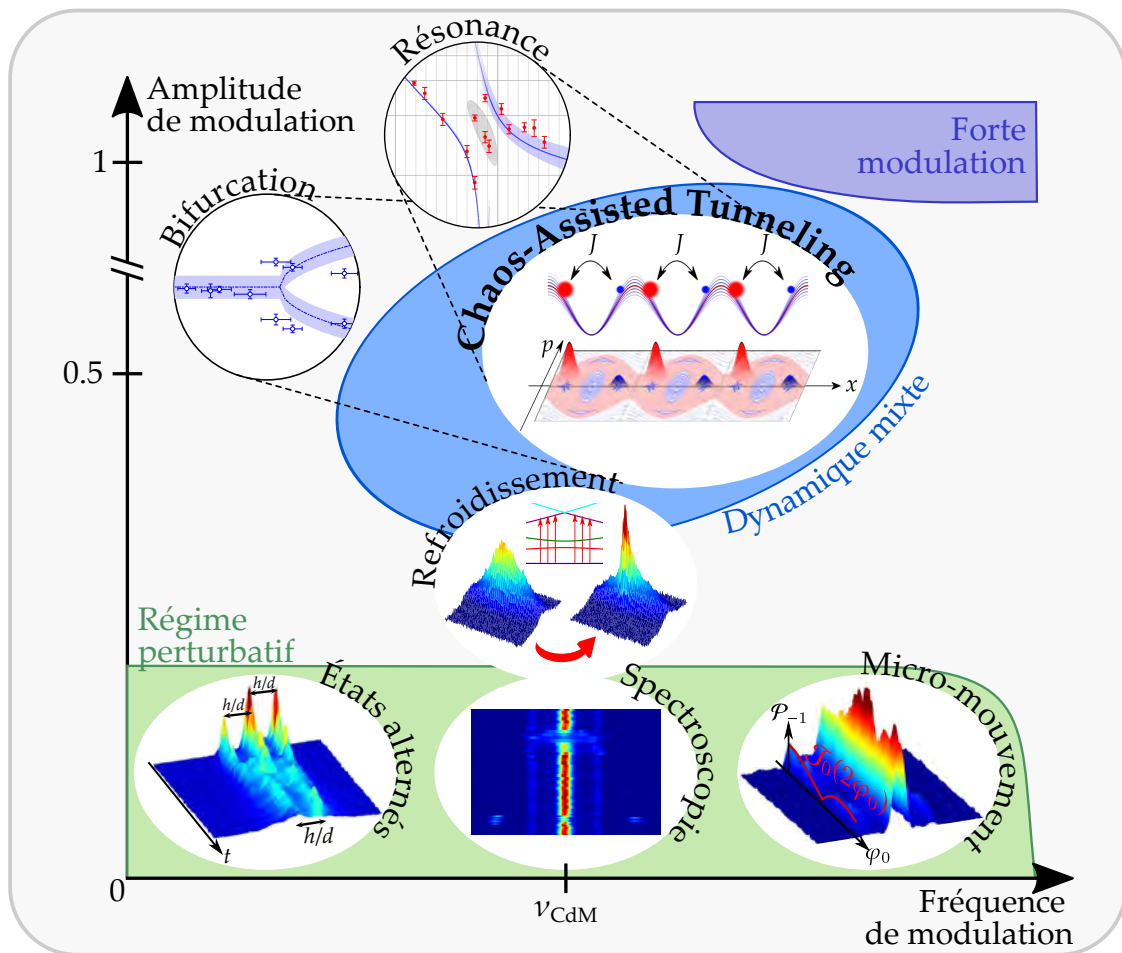 Résonance
Amplitude
de modulation
1
Forte
modulation
Bifurcation
Chaos-Assisted Tunneling
J
J
J
p
x
0.5
Dynamique mixte
Refroidissement
Régime
perturbatif
États alternés
h/d
h/d
h/d
t
Spectroscopie
Micro-mouvement
𝒫₋₁
𝒥₀(2φ₀)
φ₀
0
ν_CdM
Fréquence
de modulation